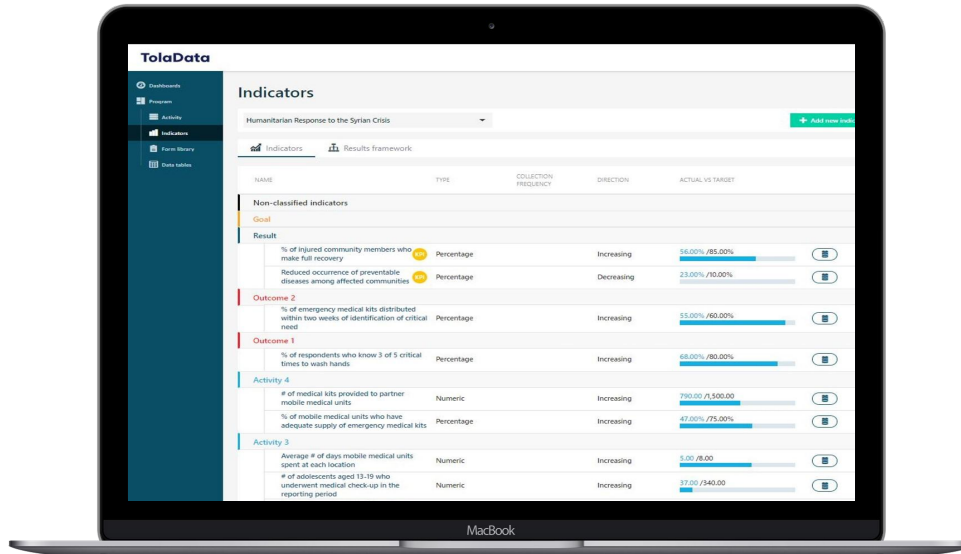 TolaData
Dashboards
Program
Activity
Indicators
Form library
Data tables
Indicators
Humanitarian Response to the Syrian Crisis
+ Add new indic
Indicators
Results framework
NAME
TYPE
COLLECTION
FREQUENCY
DIRECTION
ACTUAL VS TARGET
Non-classified indicators
Goal
Result
% of injured community members who
make full recovery
KPI
Percentage
Increasing
56.00% /85.00%
Reduced occurrence of preventable
diseases among affected communities
KPI
Percentage
Decreasing
23.00% /10.00%
Outcome 2
% of emergency medical kits distributed
within two weeks of identification of critical
need
Percentage
Increasing
55.00% /60.00%
Outcome 1
% of respondents who know 3 of 5 critical
times to wash hands
Percentage
Increasing
68.00% /80.00%
Activity 4
# of medical kits provided to partner
mobile medical units
Numeric
Increasing
790.00 /1,500.00
% of mobile medical units who have
adequate supply of emergency medical kits
Percentage
Increasing
47.00% /75.00%
Activity 3
Average # of days mobile medical units
spent at each location
Numeric
Increasing
5.00 /8.00
# of adolescents aged 13-19 who
underwent medical check-up in the
reporting period
Numeric
Increasing
37.00 /340.00
MacBook